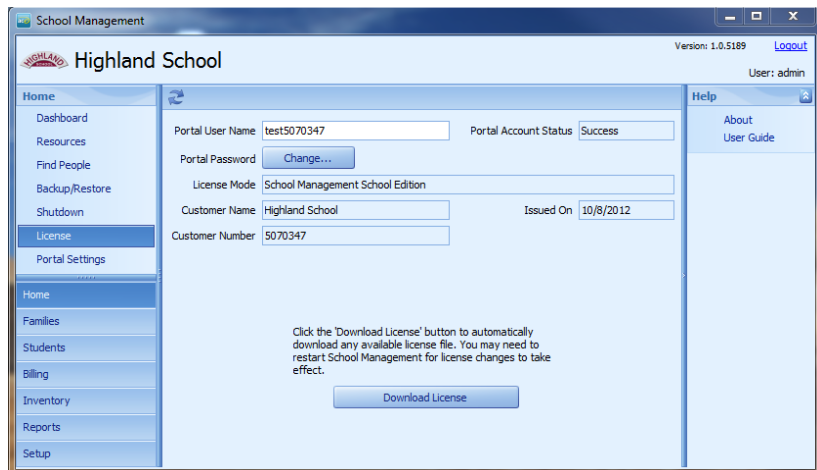 School Management
HIGHLAND
SCHOOL
Highland School
Version: 1.0.5189
Logout
User: admin
Home
Dashboard
Resources
Find People
Backup/Restore
Shutdown
License
Portal Settings
Home
Families
Students
Billing
Inventory
Reports
Setup
Portal User Name test5070347 Portal Account Status Success
Portal Password Change...
License Mode School Management School Edition
Customer Name Highland School Issued On 10/8/2012
Customer Number 5070347
Click the 'Download License' button to automatically
download any available license file. You may need to
restart School Management for license changes to take
effect.
Download License
Help
About
User Guide